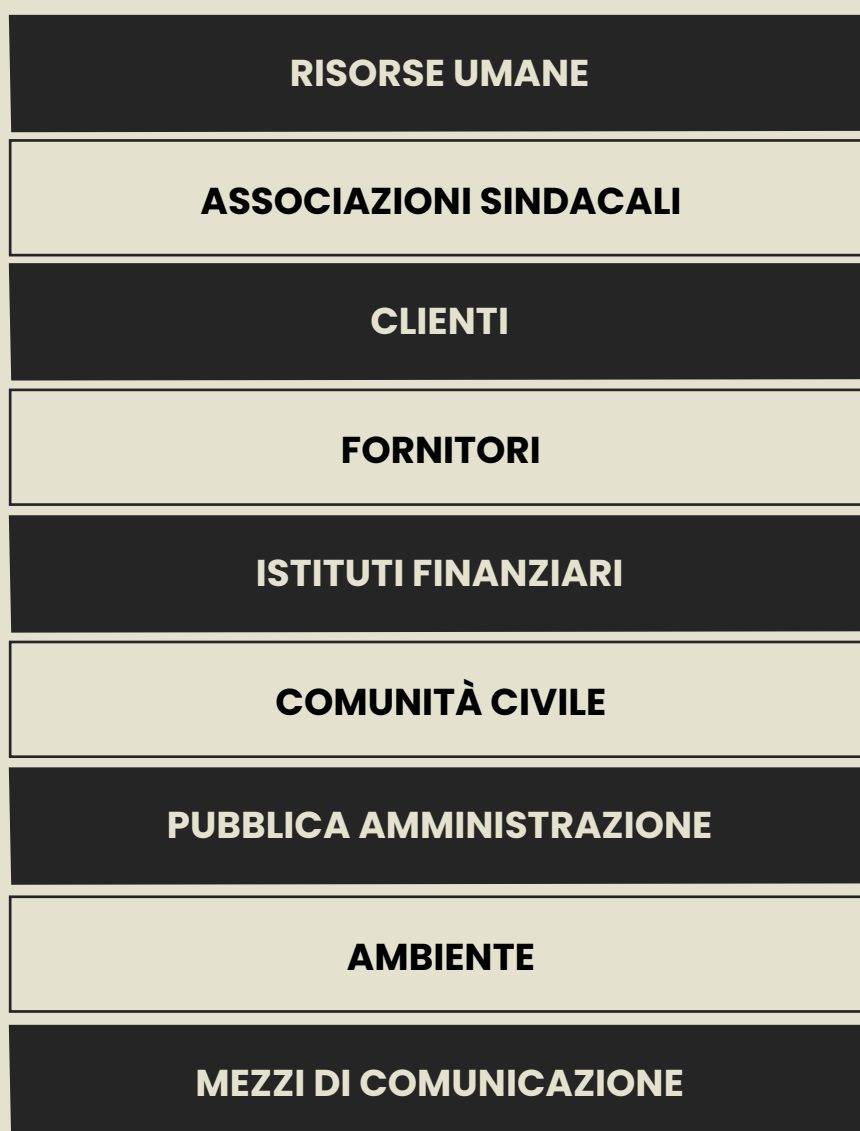 RISORSE UMANE
ASSOCIAZIONI SINDACALI
CLIENTI
FORNITORI
ISTITUTI FINANZIARI
COMUNITÀ CIVILE
PUBBLICA AMMINISTRAZIONE
AMBIENTE
MEZZI DI COMUNICAZIONE